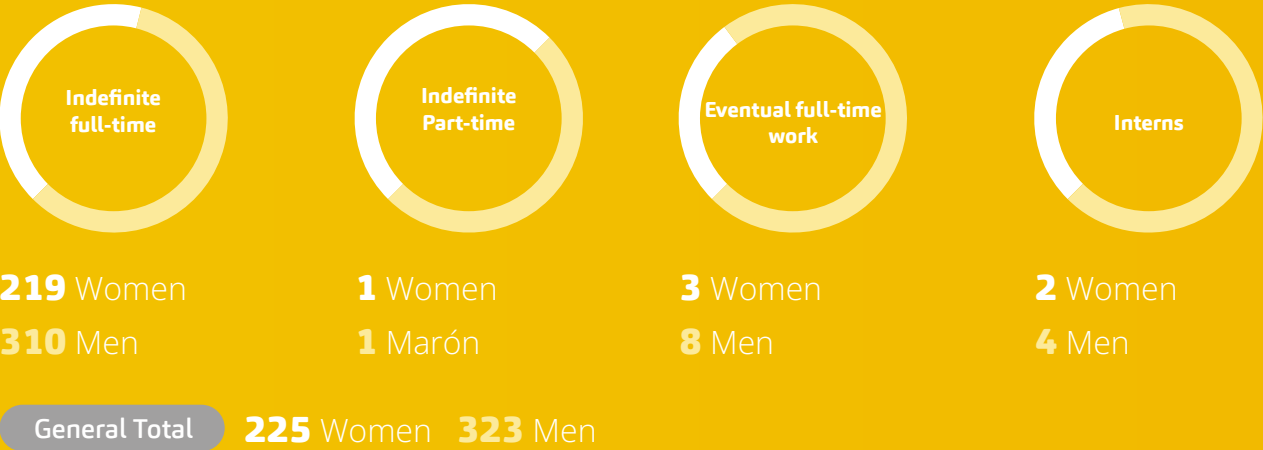 Indefinite
full-time
Indefinite
Part-time
Eventual full-time
work
Interns
219 Women
310 Men
1 Women
1 Marón
3 Women
8 Men
2 Women
4 Men
General Total 225 Women 323 Men